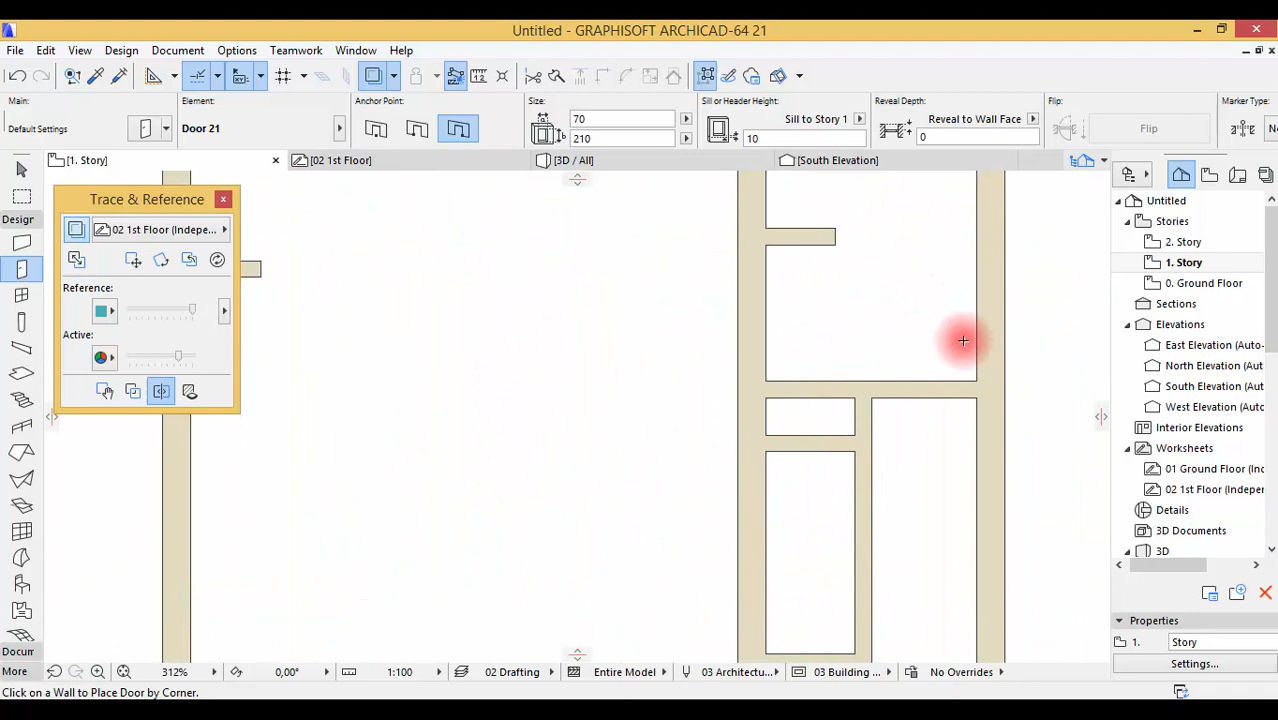 Untitled - GRAPHISOFT ARCHICAD-64 21
File Edit View Design Document Options Teamwork Window Help
Main: Element: Anchor Point: Size: Sill or Header Height: Reveal Depth: Flip: Marker Type:
Default Settings Door 21 70 Sill to Story 1 Reveal to Wall Face Flip
210 10 0
[1. Story] [02 1st Floor] [3D / All] [South Elevation]
Trace & Reference
02 1st Floor (Indepe...
Reference:
Active:
Design
Docum
More
Untitled
Stories
2. Story
1. Story
0. Ground Floor
Sections
Elevations
East Elevation (Auto-
North Elevation (Aut
South Elevation (Aut
West Elevation (Auto
Interior Elevations
Worksheets
01 Ground Floor (In
02 1st Floor (Indeper
Details
3D Documents
3D
Properties
1. Story
Settings...
312% 0,00° 1:100 02 Drafting Entire Model 03 Architectu... 03 Building ... No Overrides
Click on a Wall to Place Door by Corner.